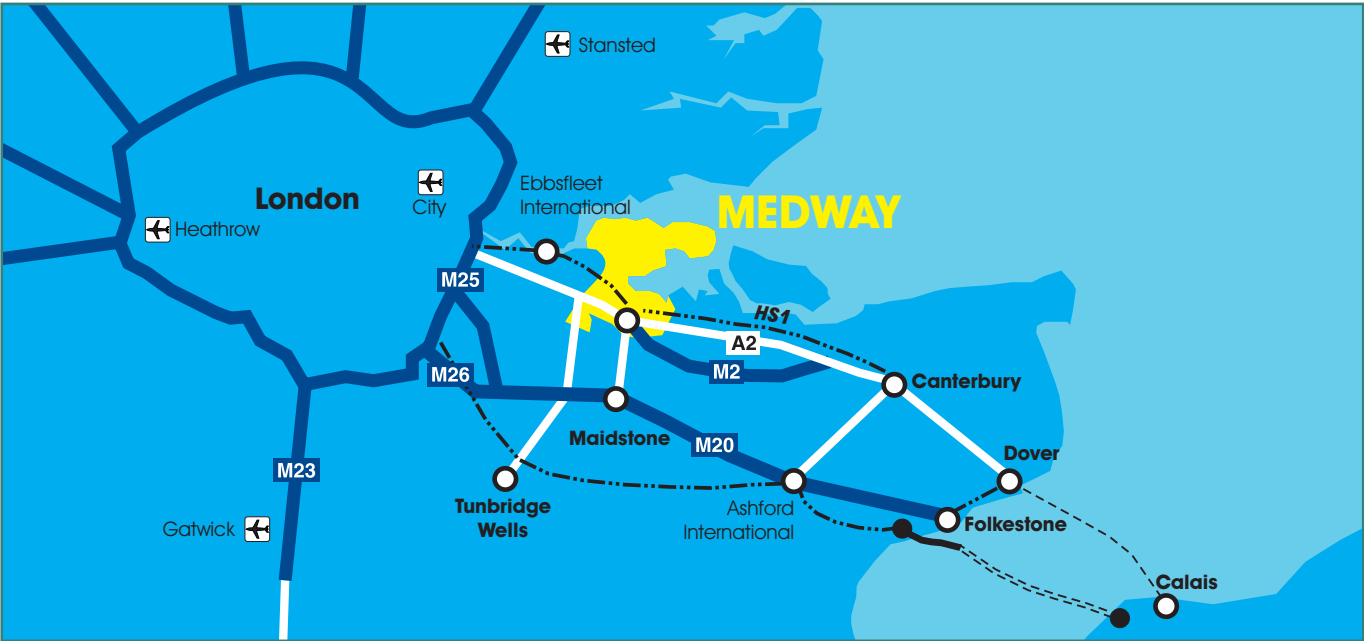 Stansted
Ebbsfleet
International
London
City
MEDWAY
Heathrow
M25
HS1
A2
M26
M2
Canterbury
Maidstone
M20
Dover
M23
Tunbridge
Wells
Ashford
International
Gatwick
Folkestone
Calais